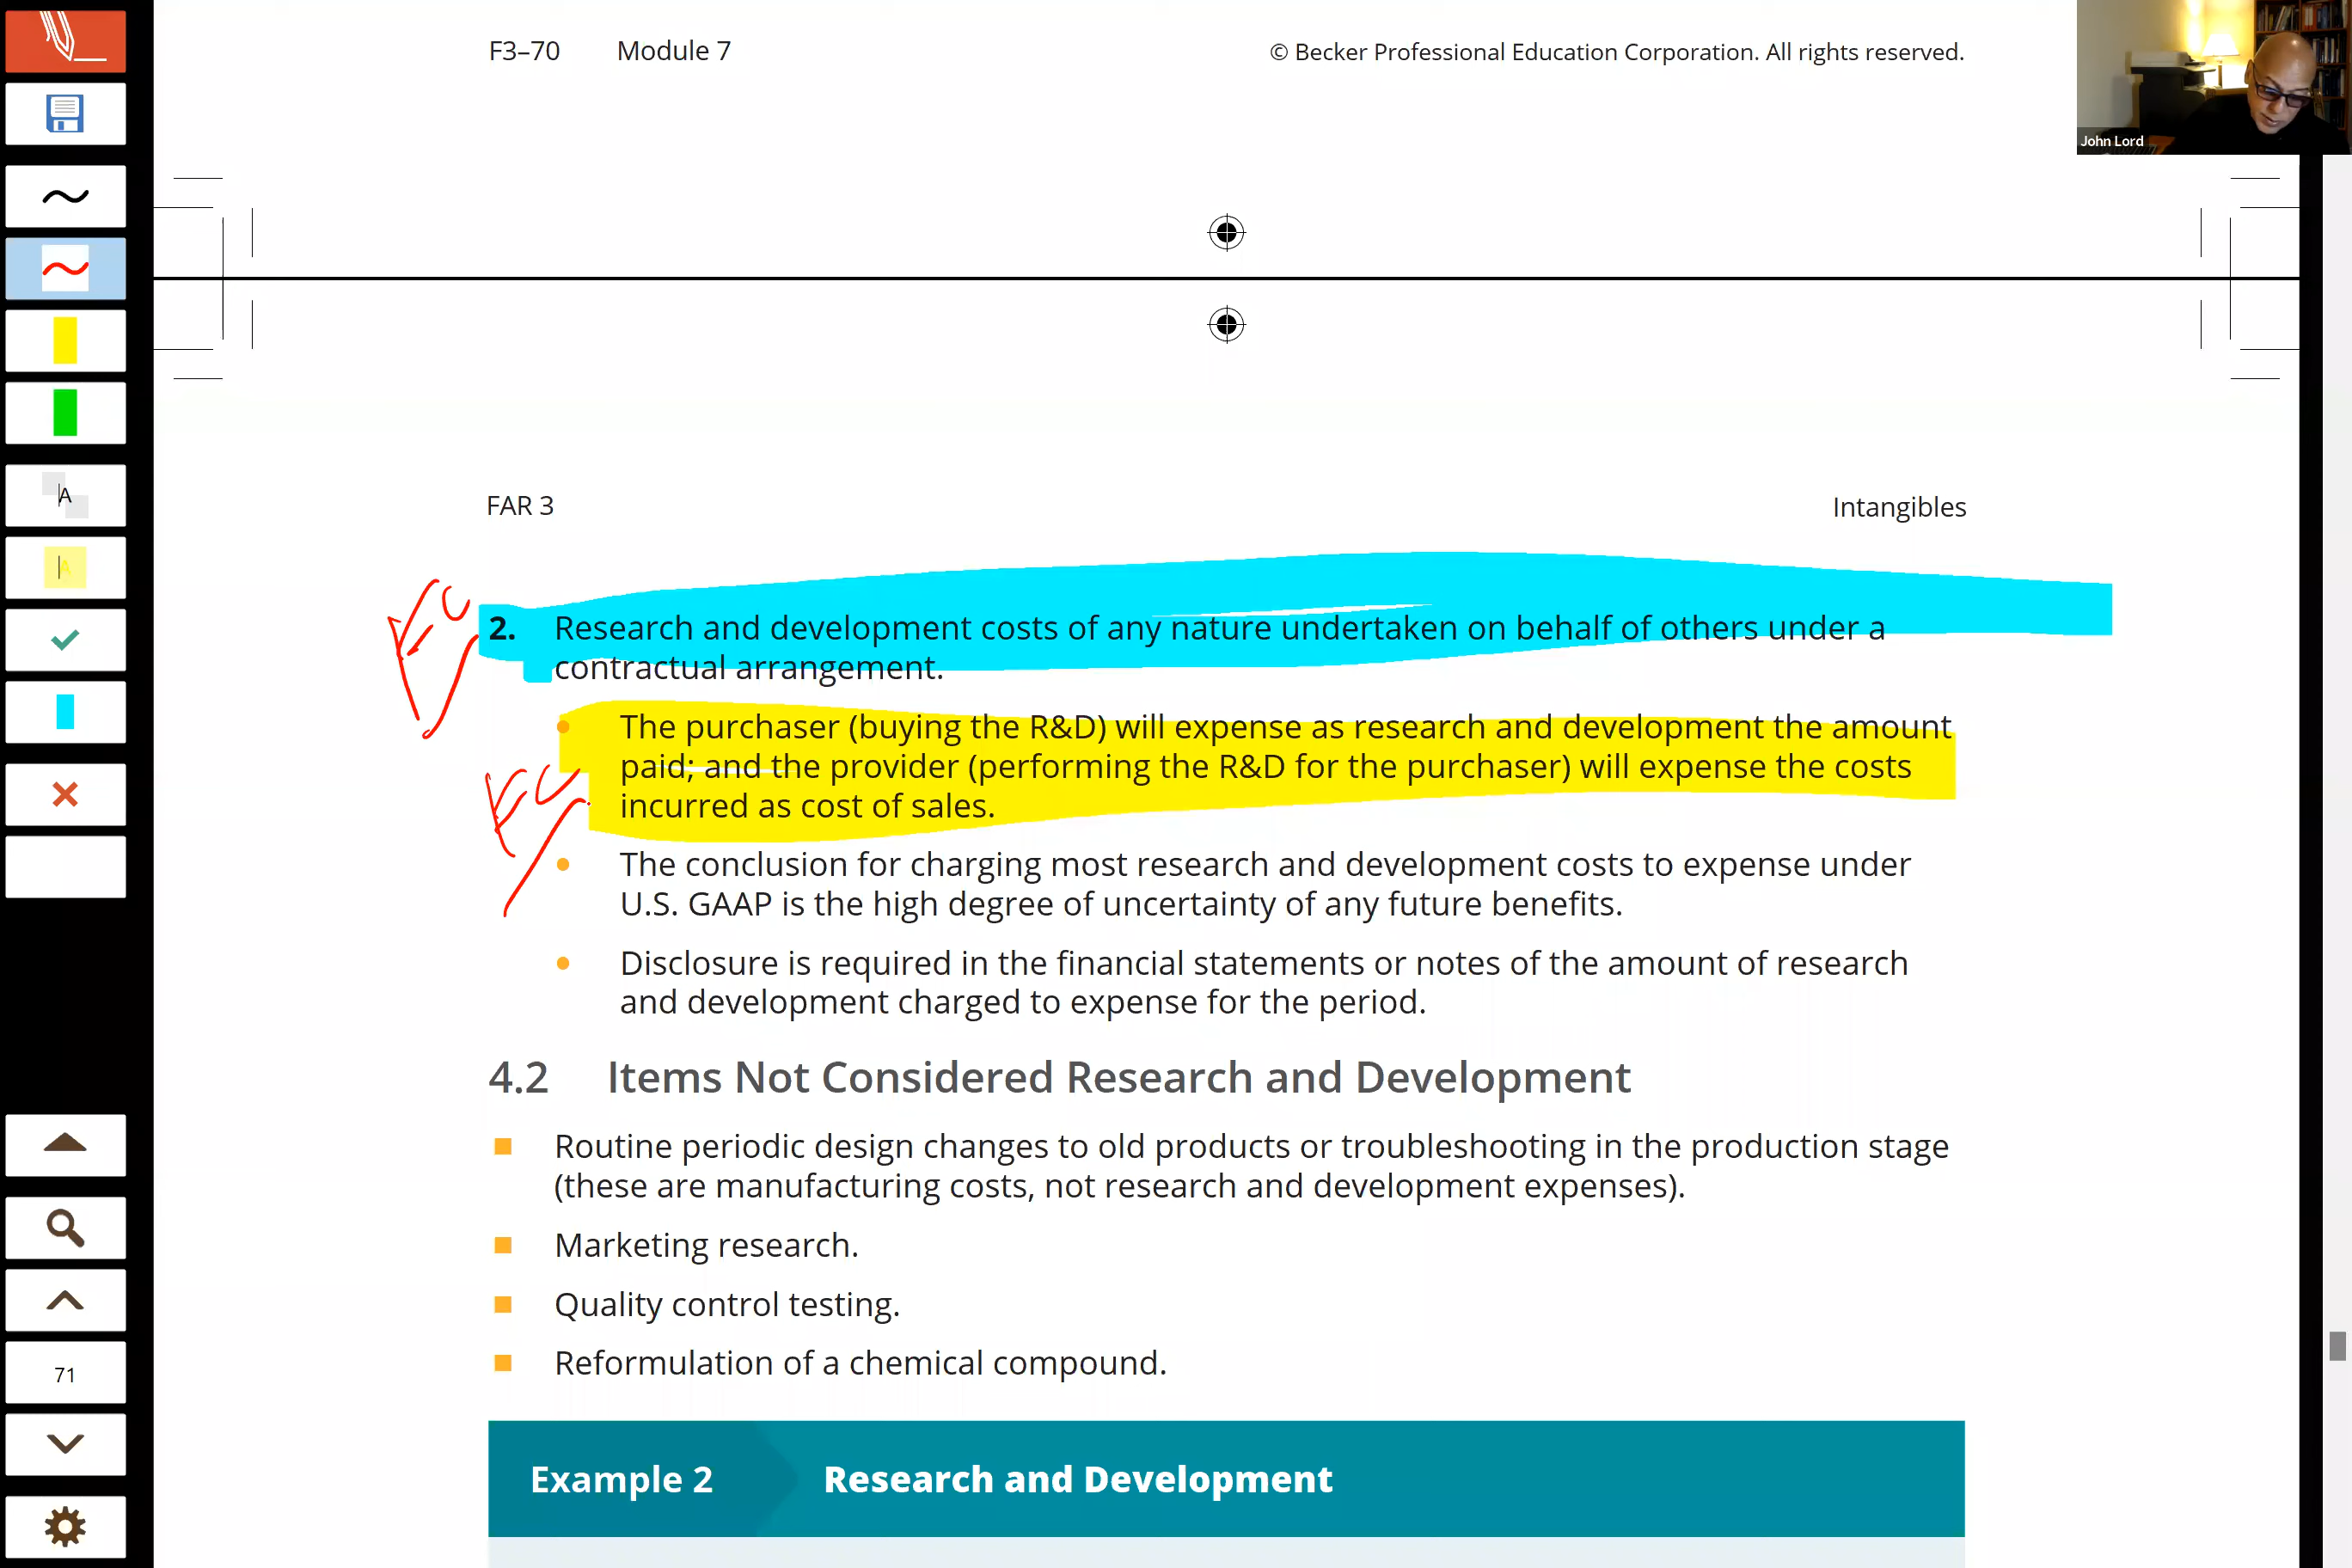 F3–70 Module 7 © Becker Professional Education Corporation. All rights reserved.
John Lord
FAR 3 Intangibles
2. Research and development costs of any nature undertaken on behalf of others under a
contractual arrangement.
• The purchaser (buying the R&D) will expense as research and development the amount
paid; and the provider (performing the R&D for the purchaser) will expense the costs
incurred as cost of sales.
• The conclusion for charging most research and development costs to expense under
U.S. GAAP is the high degree of uncertainty of any future benefits.
• Disclosure is required in the financial statements or notes of the amount of research
and development charged to expense for the period.
4.2 Items Not Considered Research and Development
■ Routine periodic design changes to old products or troubleshooting in the production stage
(these are manufacturing costs, not research and development expenses).
■ Marketing research.
■ Quality control testing.
■ Reformulation of a chemical compound.
Example 2 Research and Development
A
A
71